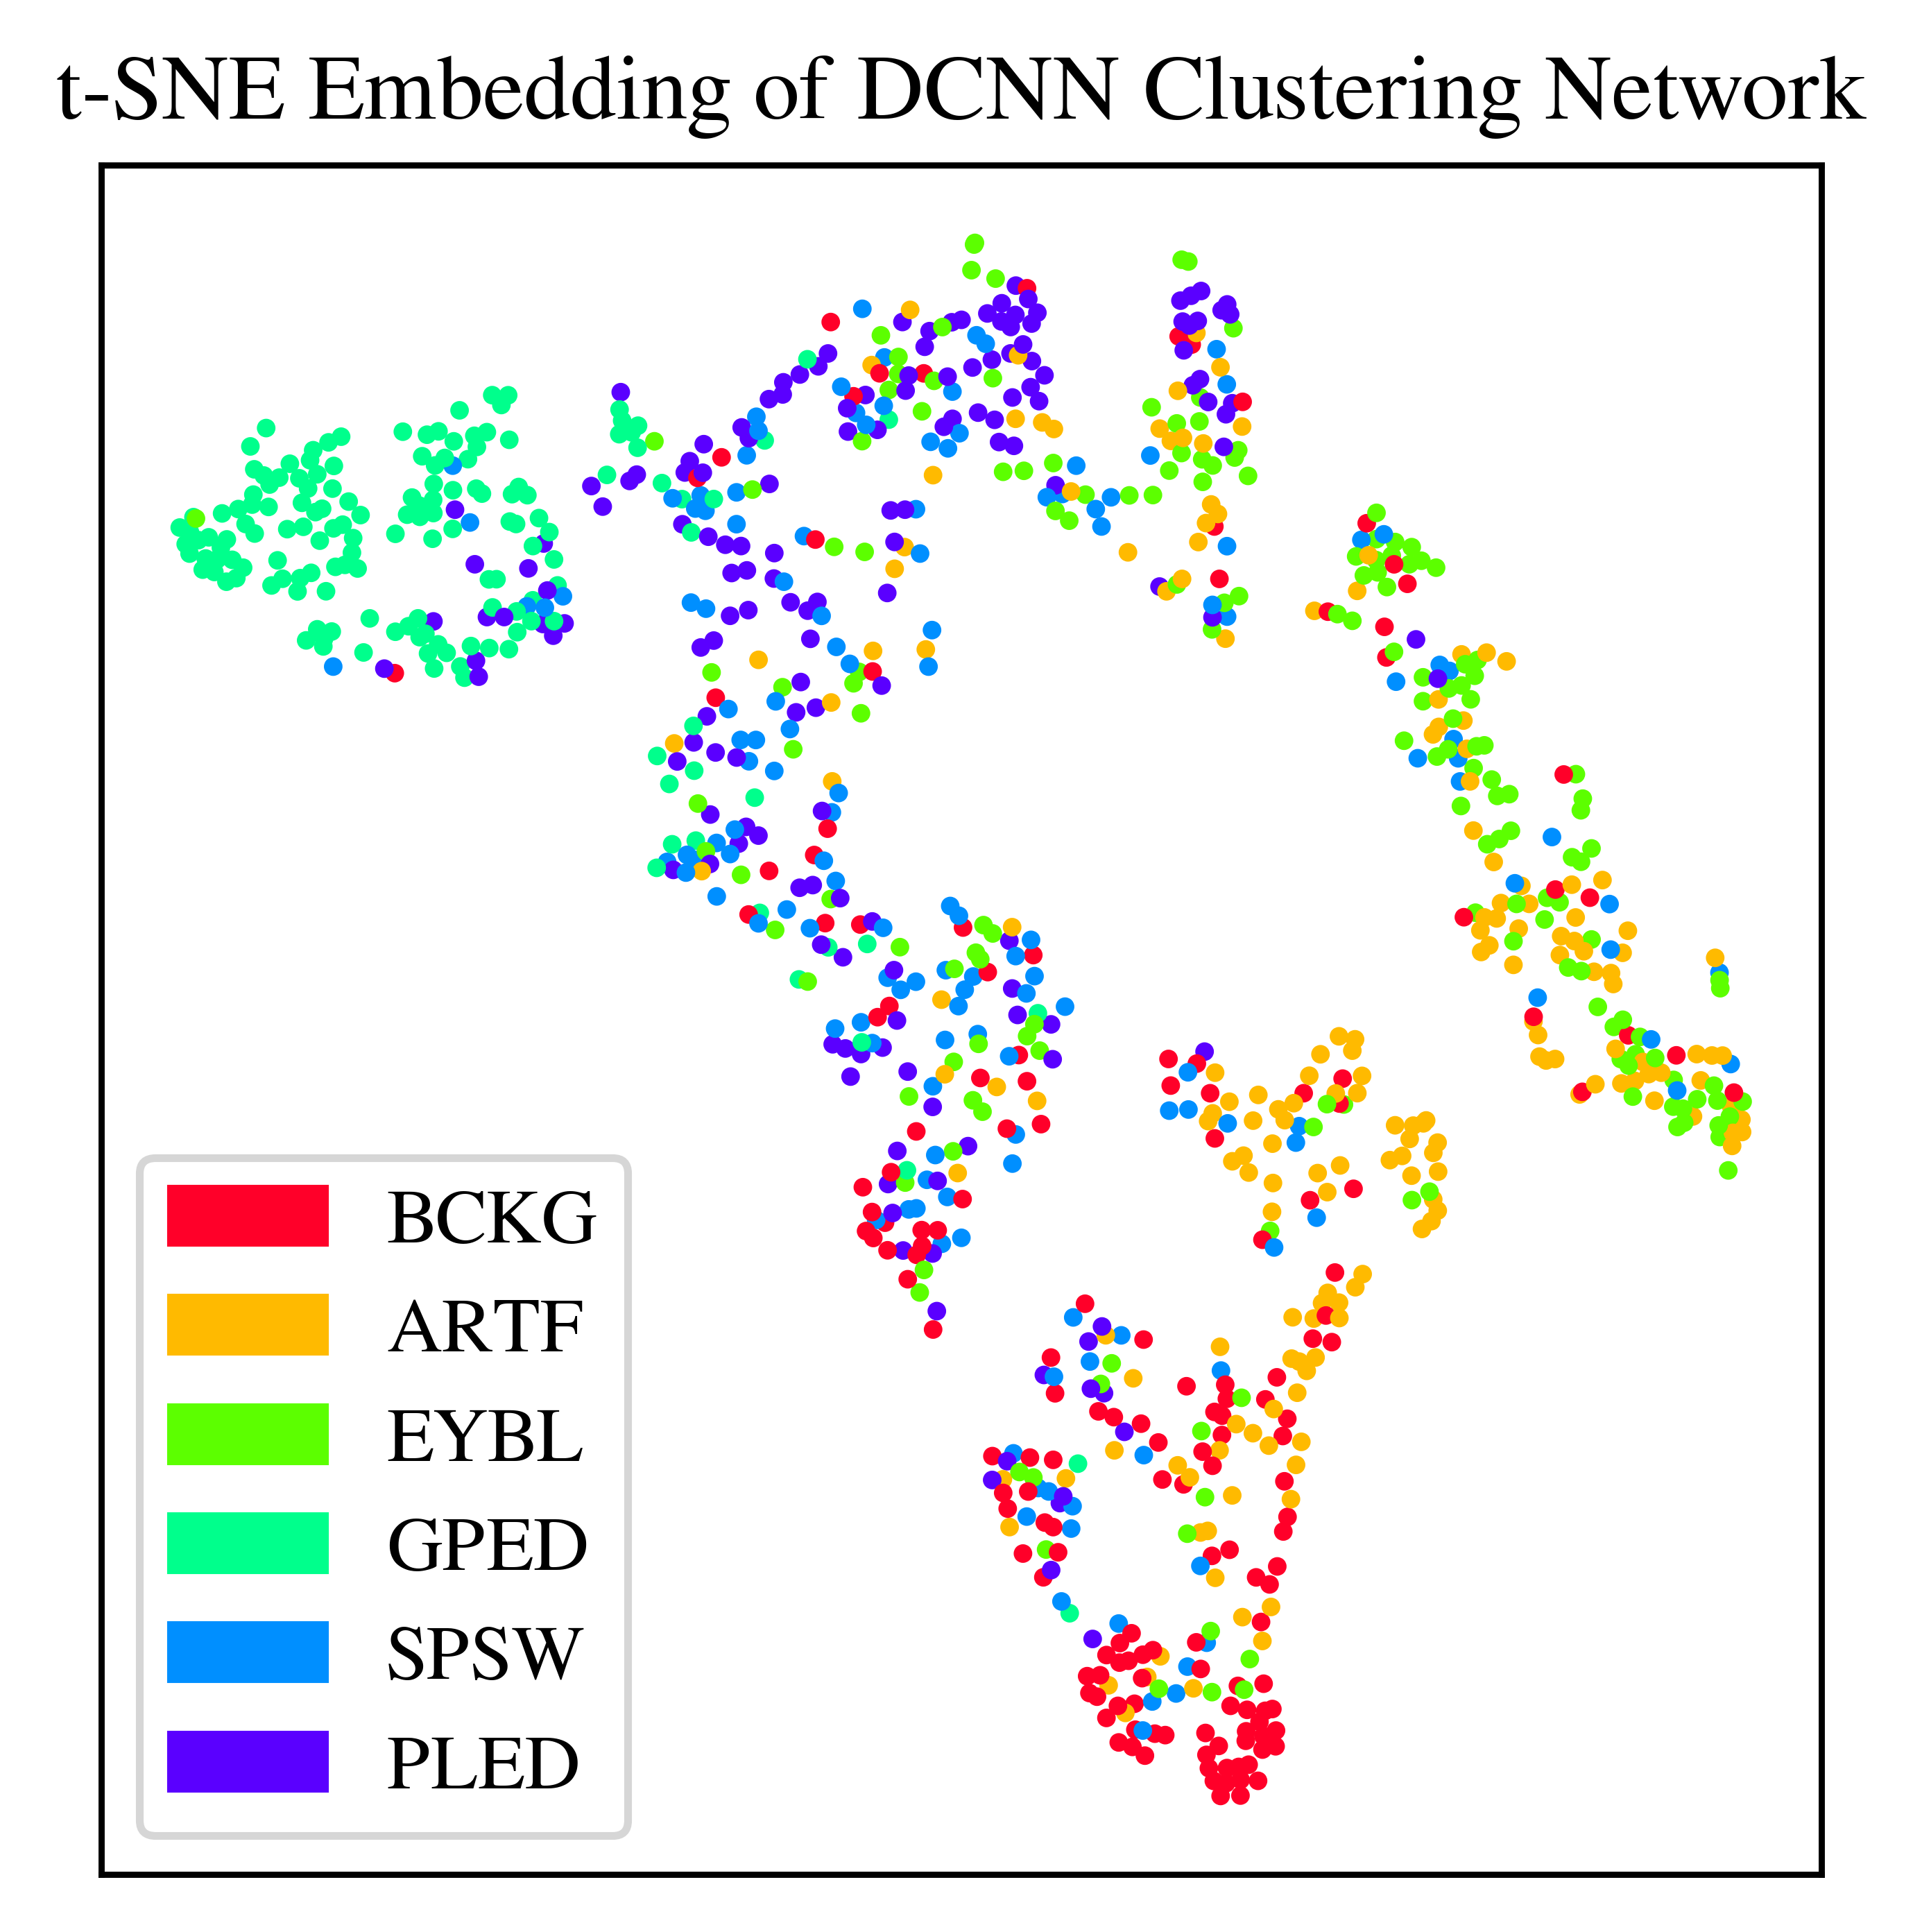 t-SNE Embedding of DCNN Clustering Network
BCKG
ARTF
EYBL
GPED
SPSW
PLED